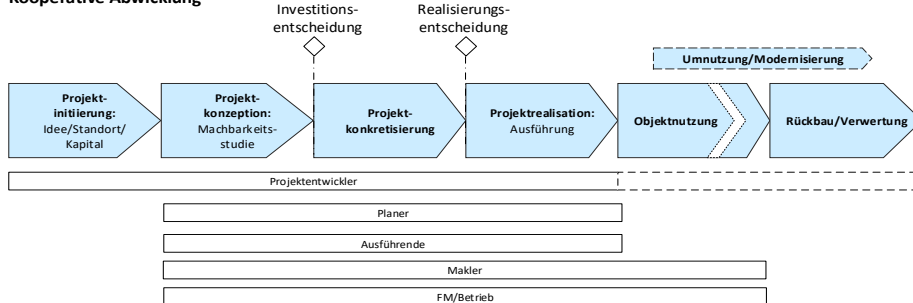 Kooperative Abwicklung
Investitions-
entscheidung
Realisierungs-
entscheidung
Umnutzung/Modernisierung
Projekt-
initiierung:
Idee/Standort/
Kapital
Projekt-
konzeption:
Machbarkeits-
studie
Projekt-
konkretisierung
Projektrealisation:
Ausführung
Objektnutzung
Rückbau/Verwertung
Projektentwickler
Planer
Ausführende
Makler
FM/Betrieb